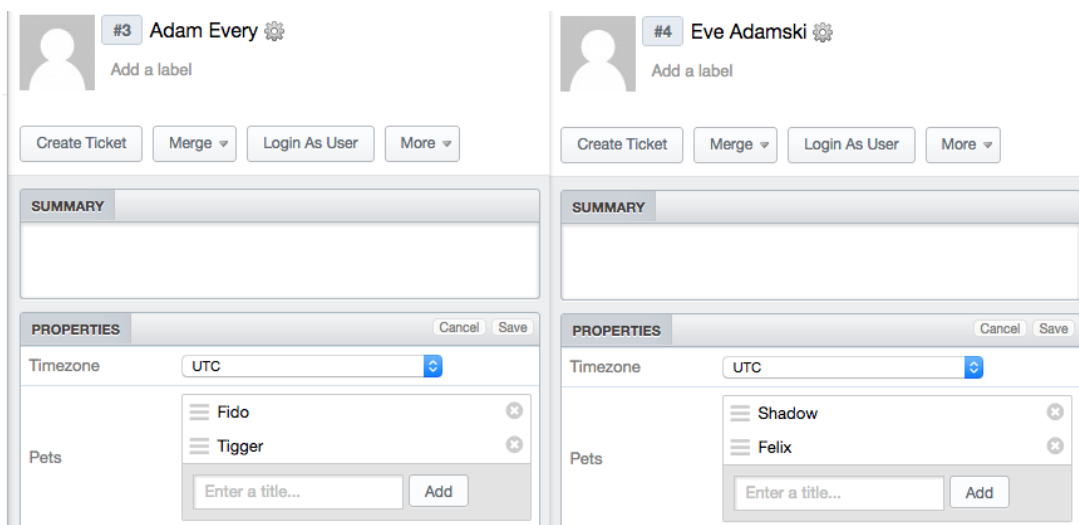 #3 Adam Every
Add a label
Create Ticket Merge Login As User More
SUMMARY
PROPERTIES Cancel Save
Timezone UTC
Pets
Fido
Tigger
Enter a title... Add
#4 Eve Adamski
Add a label
Create Ticket Merge Login As User More
SUMMARY
PROPERTIES Cancel Save
Timezone UTC
Pets
Shadow
Felix
Enter a title... Add